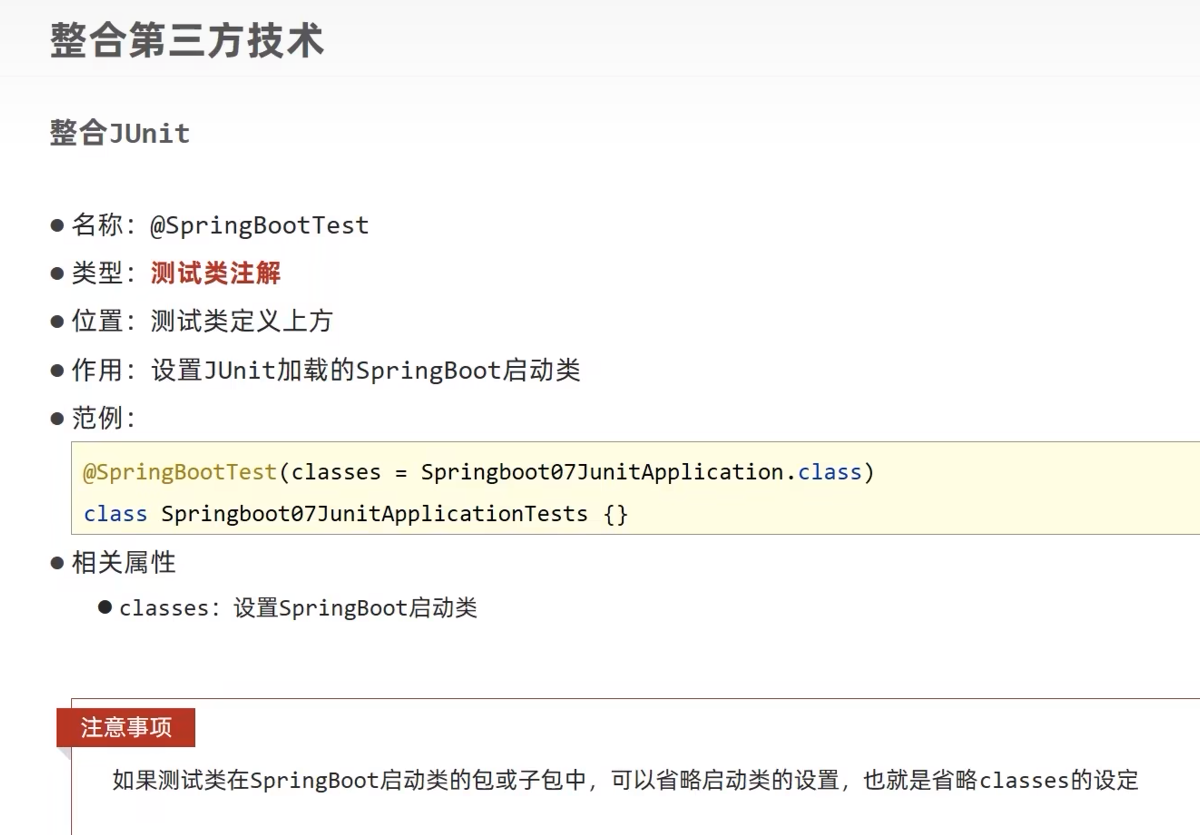 整合第三方技术
整合JUnit
● 名称：@SpringBootTest
● 类型：测试类注解
● 位置：测试类定义上方
● 作用：设置JUnit加载的SpringBoot启动类
● 范例：
@SpringBootTest(classes = Springboot07JunitApplication.class)
class Springboot07JunitApplicationTests {}
● 相关属性
● classes：设置SpringBoot启动类
注意事项
如果测试类在SpringBoot启动类的包或子包中，可以省略启动类的设置，也就是省略classes的设定